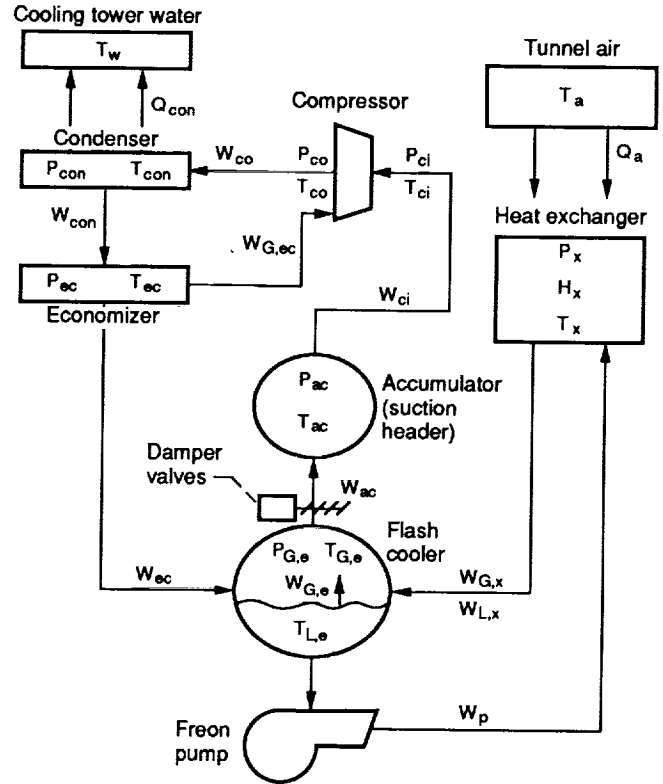 Cooling tower water
T_w
Q_con
Condenser
P_con T_con
W_con
P_ec T_ec
Economizer
W_co
Compressor
P_co
T_co
P_ci
T_ci
W_G,ec
W_ci
Tunnel air
T_a
Q_a
Heat exchanger
P_x
H_x
T_x
P_ac
T_ac
Accumulator
(suction
header)
Damper
valves
W_ac
Flash
cooler
P_G,e T_G,e
W_G,e
T_L,e
W_ec
W_G,x
W_L,x
Freon
pump
W_p